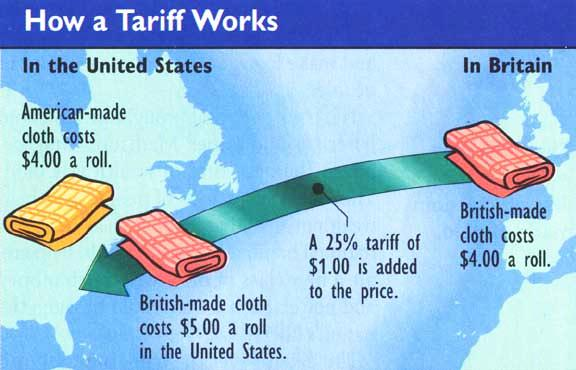 How a Tariff Works
In the United States
In Britain
American-made
cloth costs
$4.00 a roll.
British-made
cloth costs
$4.00 a roll.
A 25% tariff of
$1.00 is added
to the price.
British-made cloth
costs $5.00 a roll
in the United States.